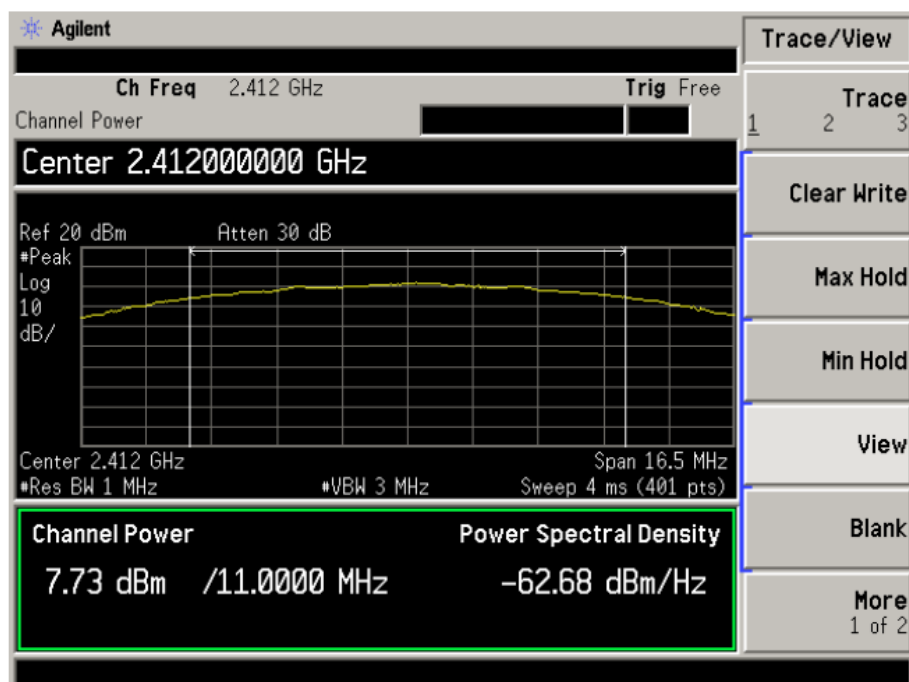 Agilent
Trace/View
Ch Freq 2.412 GHz Trig Free
Channel Power
Trace
1 2 3
Center 2.412000000 GHz
Clear Write
Ref 20 dBm Atten 30 dB
#Peak
Log
10
dB/
Max Hold
Min Hold
View
Center 2.412 GHz Span 16.5 MHz
#Res BW 1 MHz #VBW 3 MHz Sweep 4 ms (401 pts)
Channel Power Power Spectral Density
7.73 dBm /11.0000 MHz -62.68 dBm/Hz
Blank
More
1 of 2